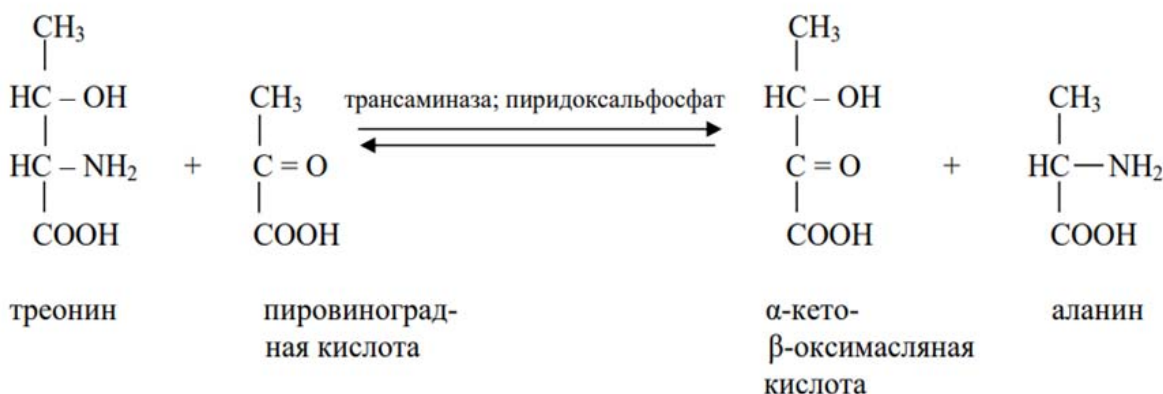 CH3 CH3
HC – OH CH3 трансаминаза; пиридоксальфосфат HC – OH CH3
HC – NH2 + C = O C = O + HC — NH2
COOH COOH COOH COOH
треонин пировиноград- α-кето- аланин
ная кислота β-оксимасляная
кислота